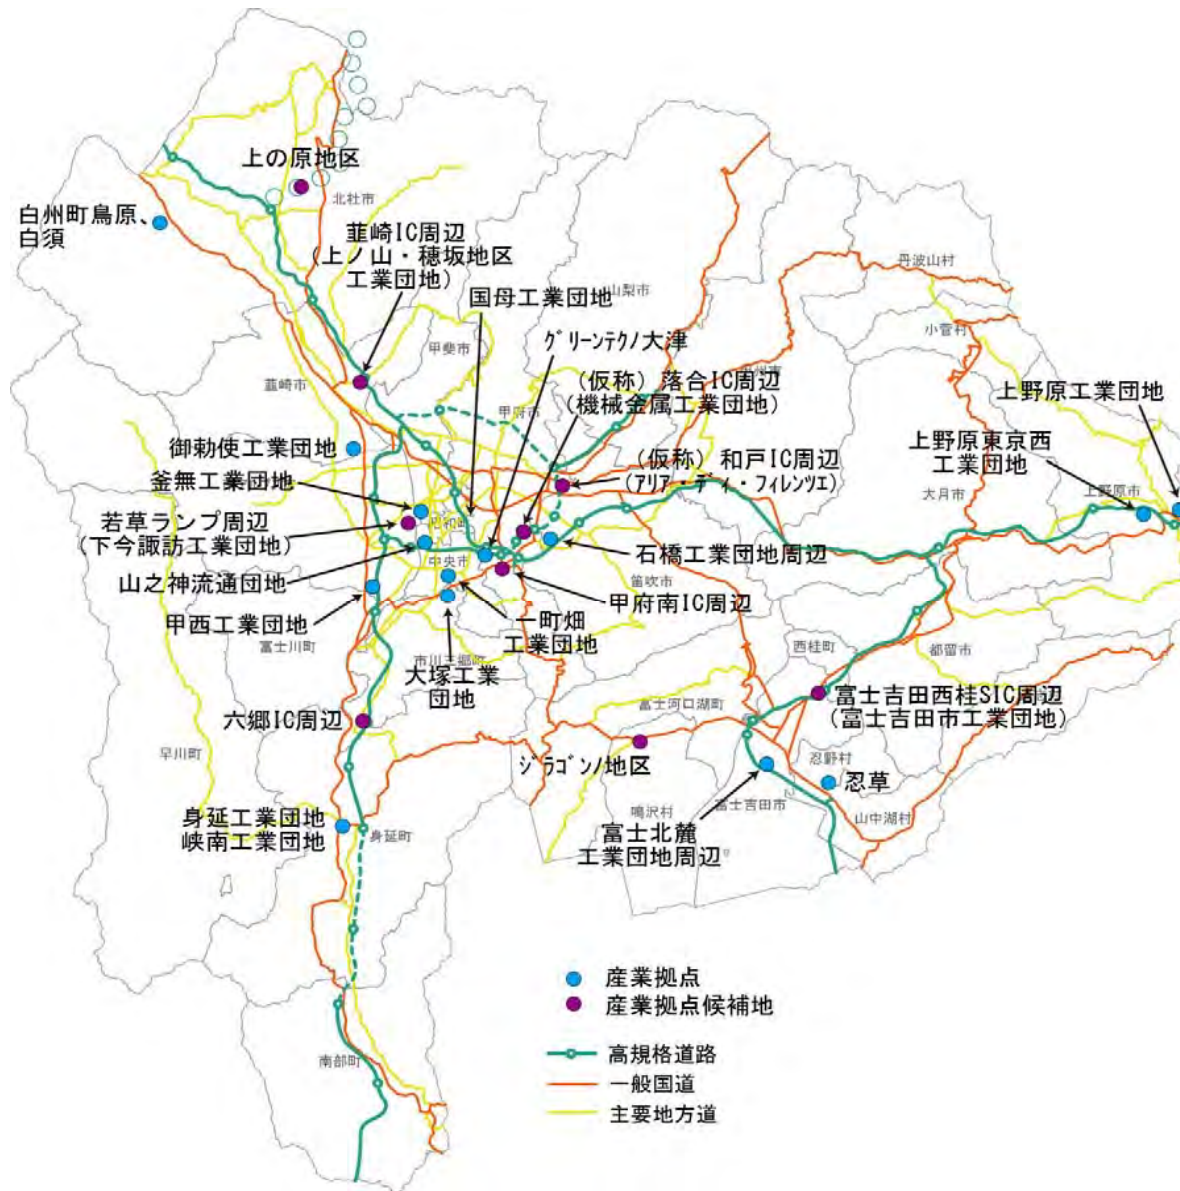 上の原地区
北杜市
白州町鳥原、
白須
韮崎IC周辺
(上ノ山・穂坂地区
工業団地)
国母工業団地
山梨市
丹波山村
小菅村
甲斐市
グリーンテクノ大津
韮崎市
(仮称)落合IC周辺
(機械金属工業団地)
甲府市
上野原工業団地
上野原東京西
工業団地
御勅使工業団地
(仮称)和戸IC周辺
(アリア・ディ・フィレンツエ)
釜無工業団地
大月市
上野原市
若草ランプ周辺
(下今諏訪工業団地)
昭和町
石橋工業団地周辺
中央市
山之神流通団地
笛吹市
甲府南IC周辺
甲西工業団地
一町畑
工業団地
富士川町
市川三郷町
大塚工業
団地
西桂町
都留市
富士吉田西桂SIC周辺
(富士吉田市工業団地)
富士河口湖町
六郷IC周辺
早川町
ジラゴンノ地区
忍野村
忍草
鳴沢村
富士吉田市
山中湖村
身延工業団地
峡南工業団地
身延町
富士北麓
工業団地周辺
産業拠点
産業拠点候補地
高規格道路
一般国道
主要地方道
南部町